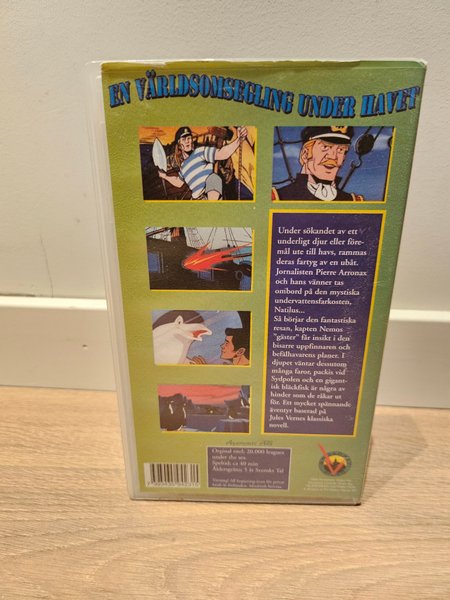 EN VÄRLDSOMSEGLING UNDER HAVET
Under sökandet av ett
underligt djur eller före-
mål ute till havs, rammas
deras fartyg av en ubåt.
Jornalisten Pierre Arronax
och hans vänner tas
ombord på den mystiska
undervattensfarkosten,
Natilus...
Så börjar den fantastiska
resan, kapten Nemos
"gäster" får insikt i den
bisarre uppfinnaren och
befälhavarens planer. I
djupet väntar dessutom
många faror, packis vid
Sydpolen och en gigant-
isk bläckfisk är några av
hinder som de råkar ut
för. Ett mycket spännande
äventyr baserad på
Jules Vernes klassiska
novell.
Orginal titel: 20.000 leagues
under the sea.
Speltid: ca 40 min
Åldersgräns: 5 år Svenskt Tal